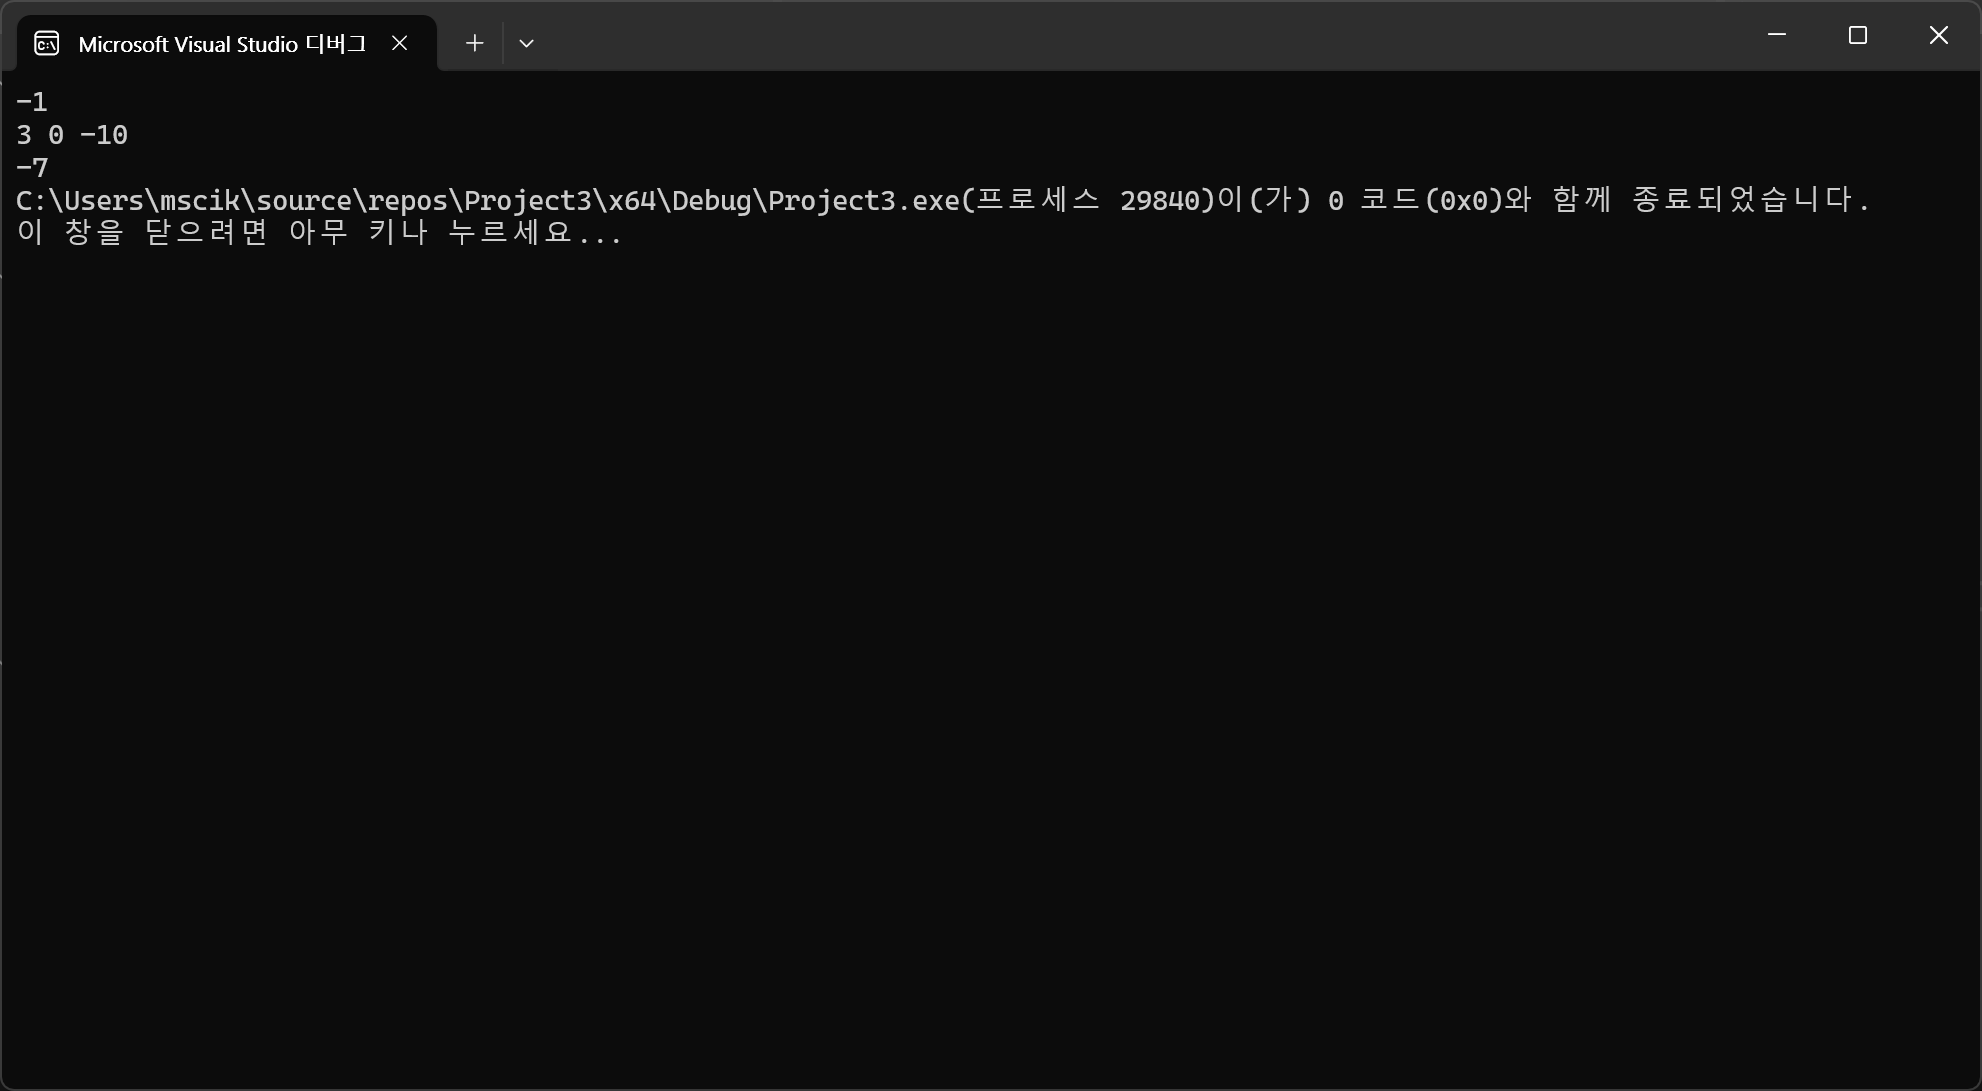 Microsoft Visual Studio 디버그
-1
3 0 -10
-7
C:\Users\mscik\source\repos\Project3\x64\Debug\Project3.exe(프로세스 29840)이(가) 0 코드(0x0)와 함께 종료되었습니다.
이 창을 닫으려면 아무 키나 누르세요...